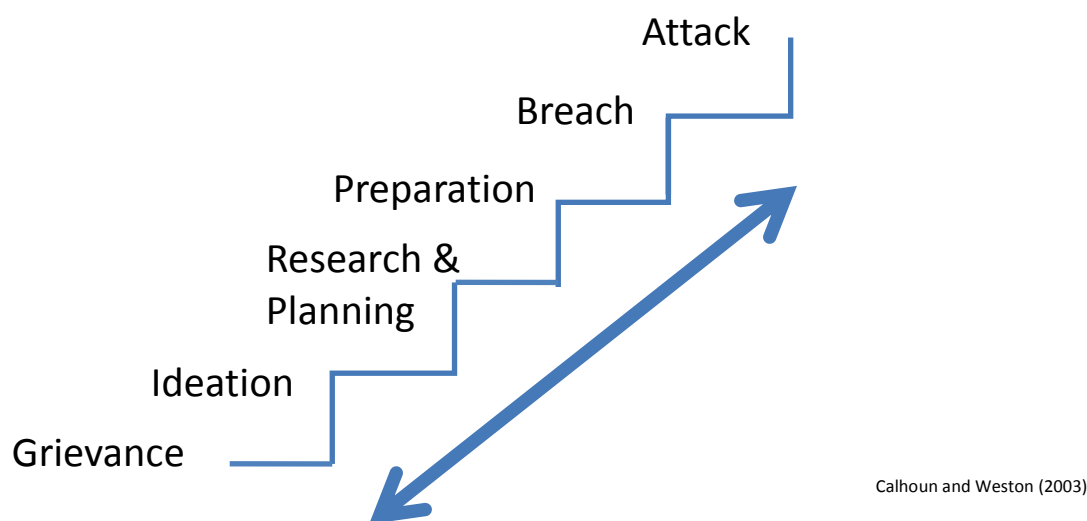 Attack
Breach
Preparation
Research &
Planning
Ideation
Grievance
Calhoun and Weston (2003)